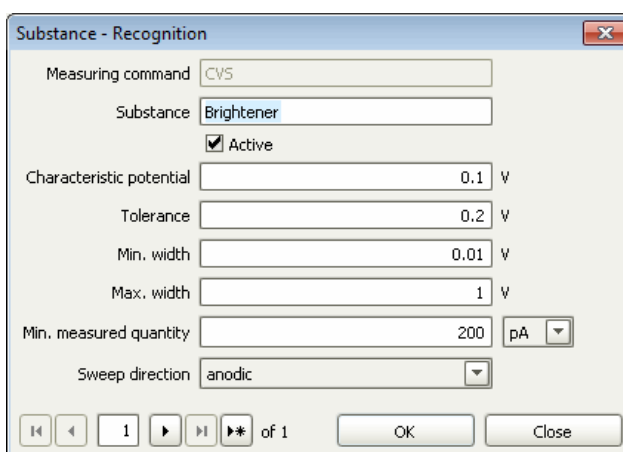 Substance - Recognition
Measuring command CVS
Substance Brightener
Active
Characteristic potential 0.1 V
Tolerance 0.2 V
Min. width 0.01 V
Max. width 1 V
Min. measured quantity 200 pA
Sweep direction anodic
1 of 1 OK Close